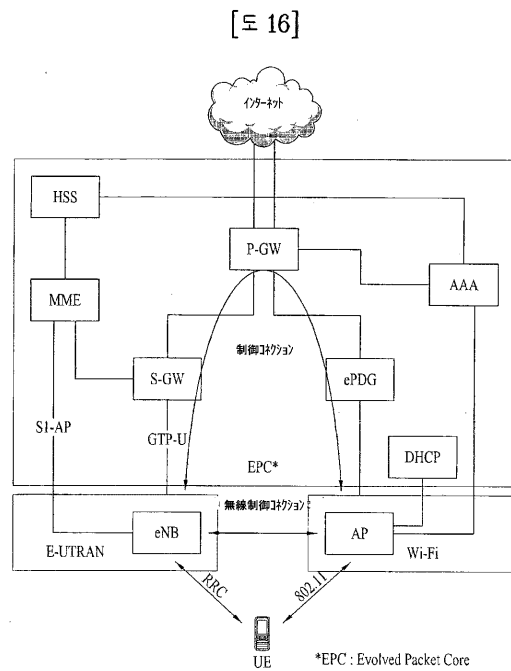 [도 16]
インターネット
HSS
P-GW
MME
AAA
制御コネクション
S-GW
ePDG
S1-AP
GTP-U
DHCP
EPC*
無線制御コネクション
eNB
AP
E-UTRAN
Wi-Fi
RRC
802.11
UE
*EPC : Evolved Packet Core